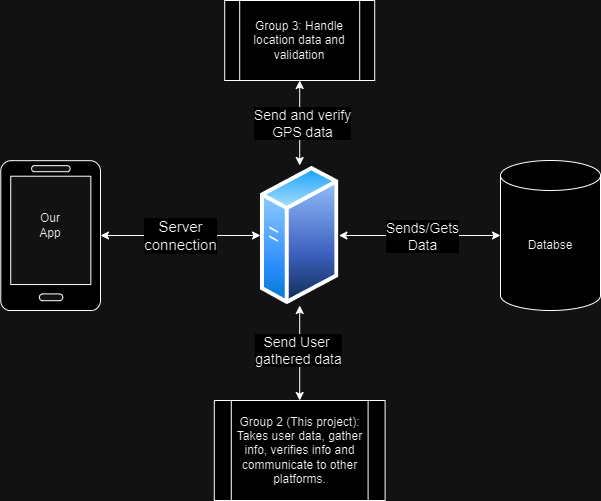 Group 3: Handle
location data and
validation
Send and verify
GPS data
Our
App
Server
connection
Sends/Gets
Data
Databse
Send User
gathered data
Group 2 (This project):
Takes user data, gather
info, verifies info and
communicate to other
platforms.